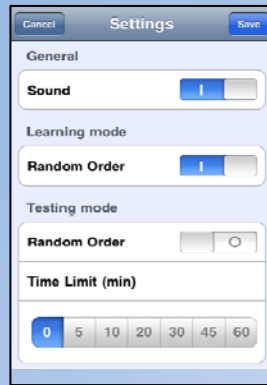 Cancel Settings Save
General
Sound
Learning mode
Random Order
Testing mode
Random Order
Time Limit (min)
0 5 10 20 30 45 60